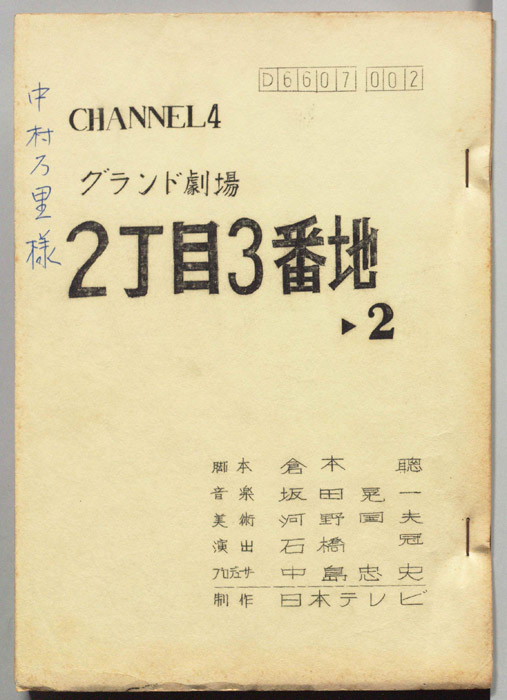 D6607 002
中村万里様
CHANNEL4
グランド劇場
2丁目3番地
▶2
脚本 倉本 聰
音楽 坂田晃一
美術 河野国夫
演出 石橋 冠
プロデューサー 中島忠史
制作 日本テレビ